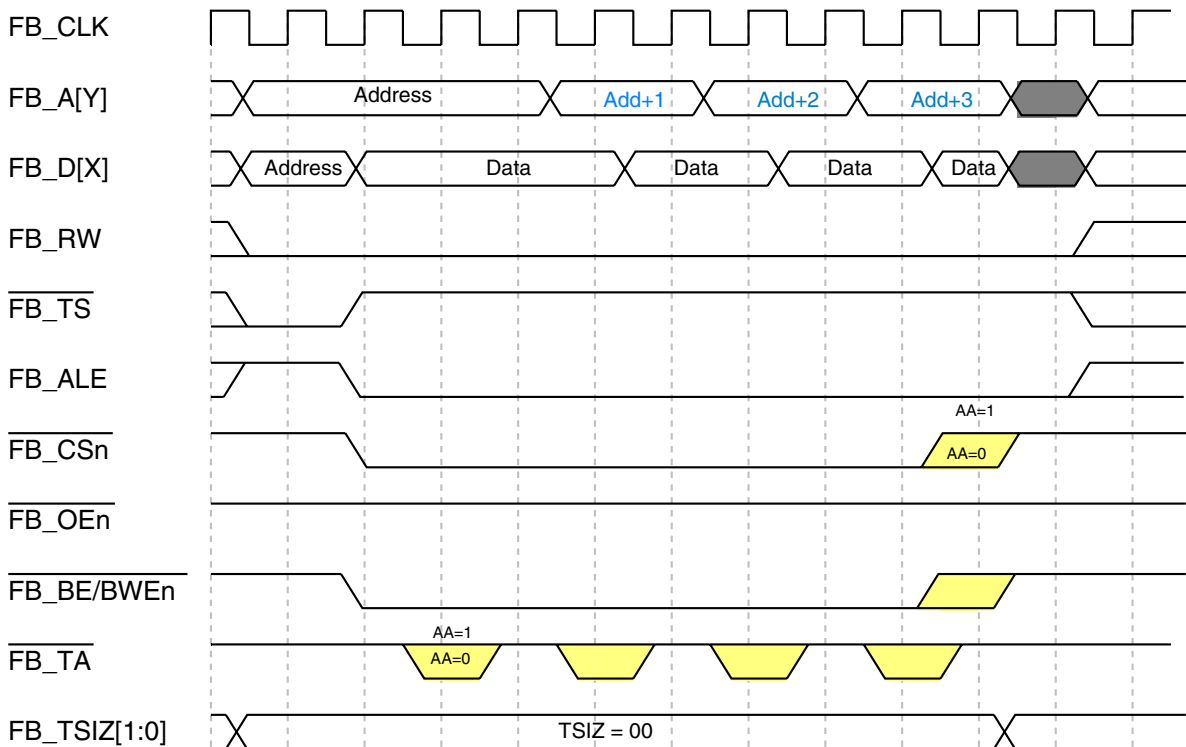 FB_CLK
FB_A[Y] Address Add+1 Add+2 Add+3
FB_D[X] Address Data Data Data Data
FB_RW
FB_TS
FB_ALE
AA=1
FB_CSn AA=0
FB_OEn
FB_BE/BWEn
AA=1
FB_TA AA=0
FB_TSIZ[1:0] TSIZ = 00